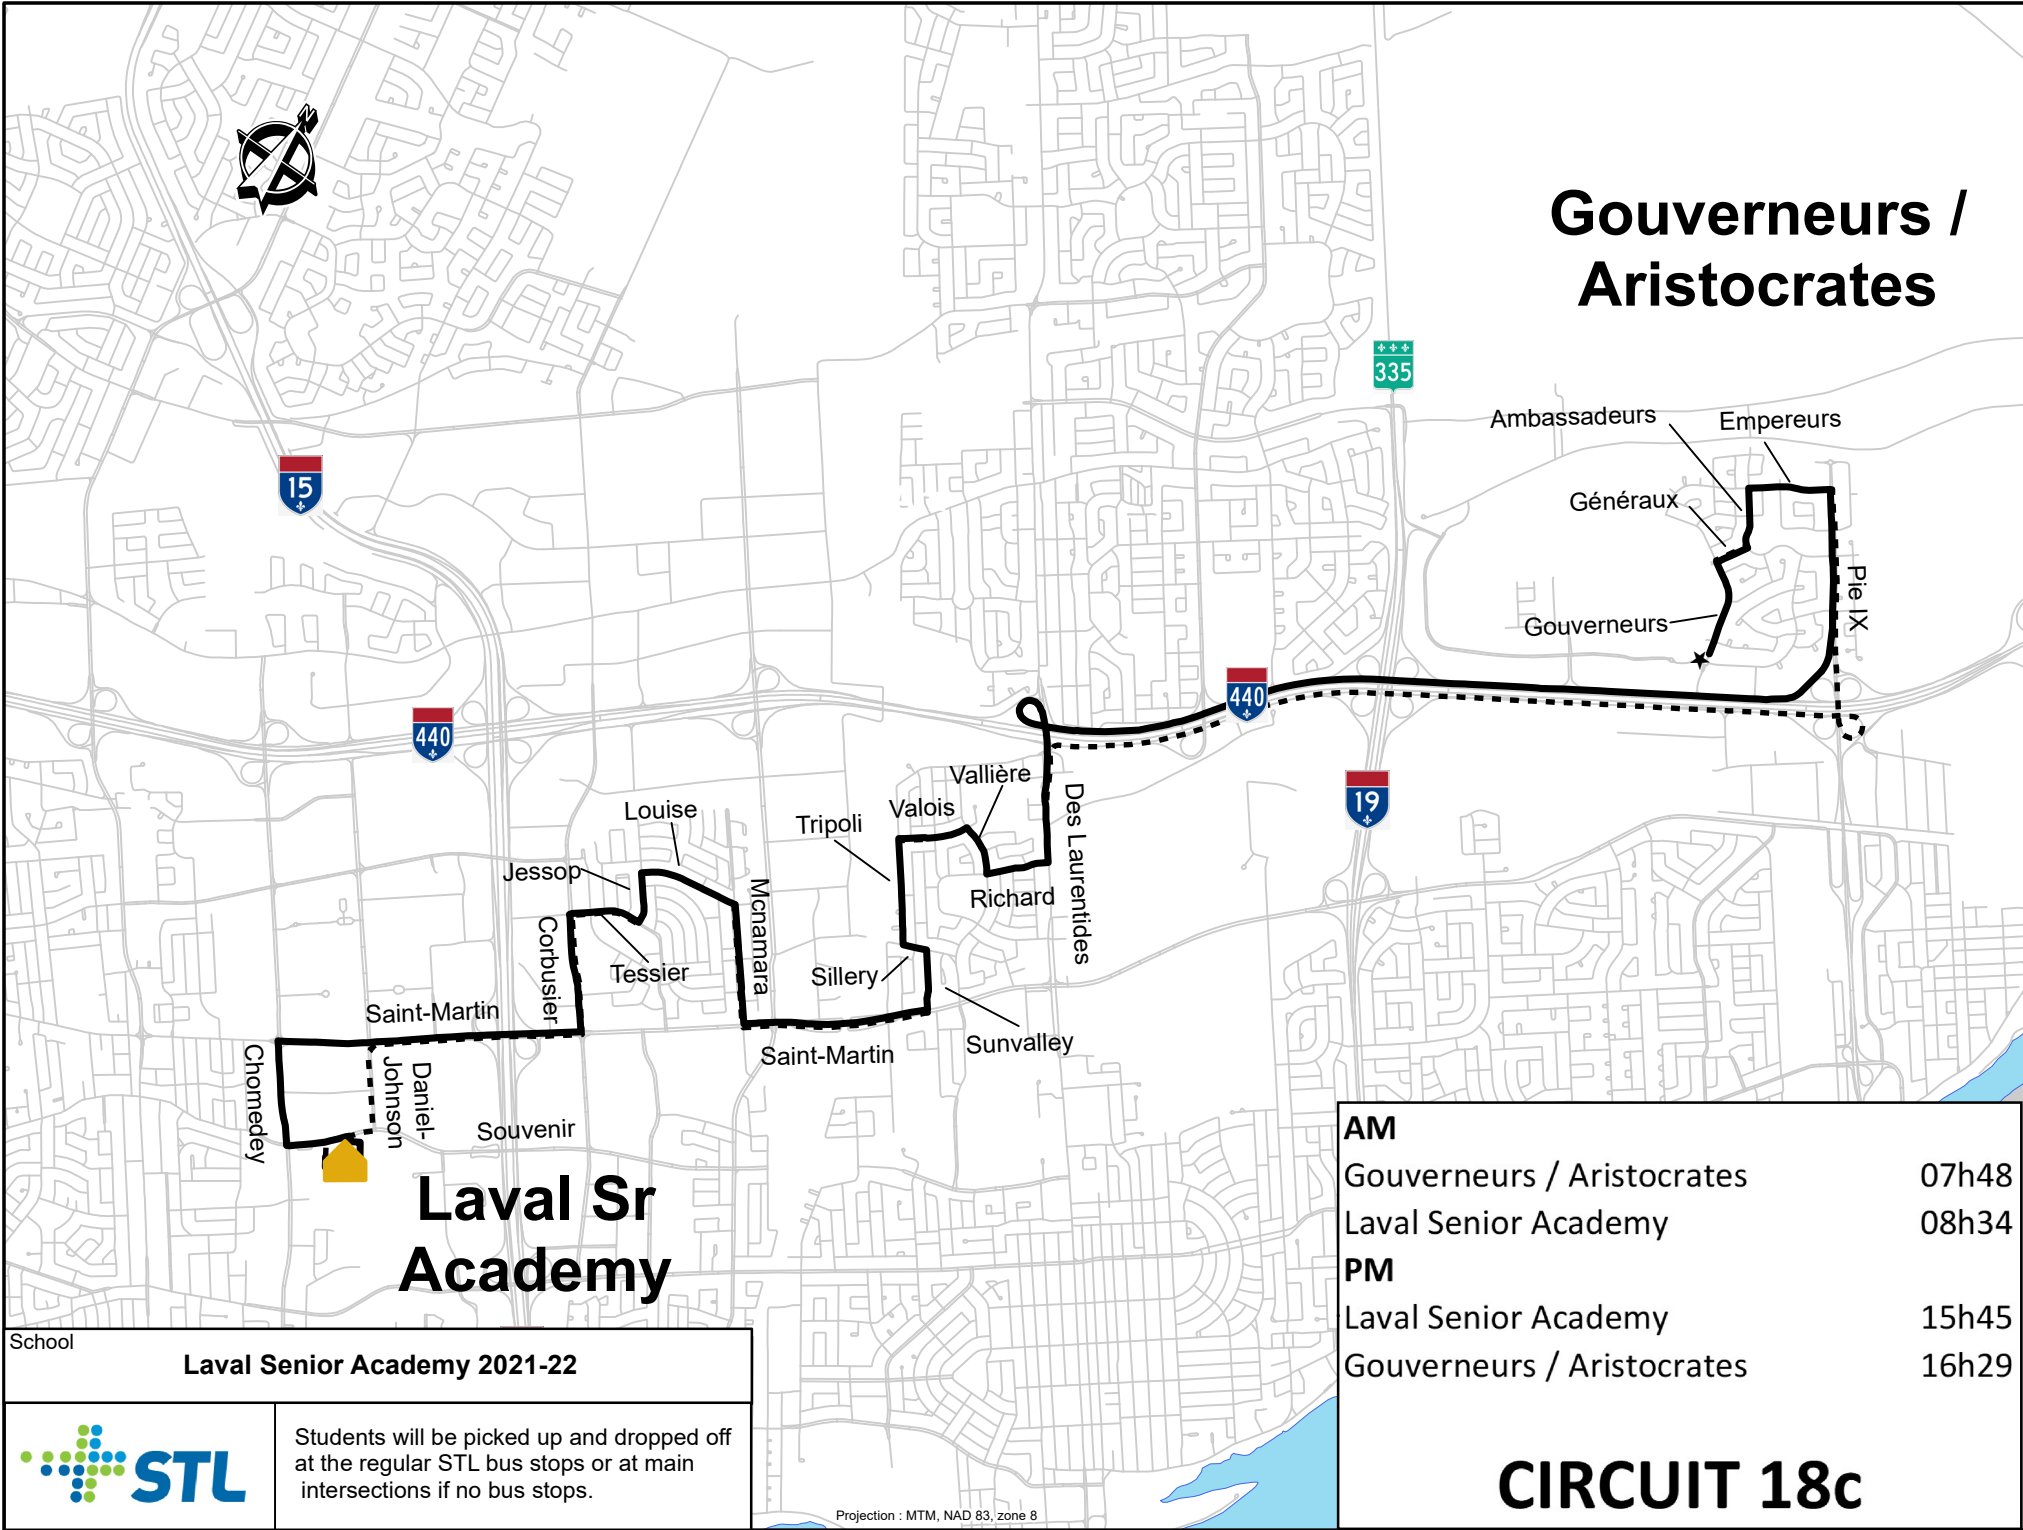 N
Gouverneurs /
Aristocrates
335
Ambassadeurs
Empereurs
15
Généraux
Pie IX
Gouverneurs
440
440
Vallière
19
Louise
Valois
Tripoli
Des Laurentides
Jessop
Richard
Mcnamara
Corbusier
Tessier
Sillery
Saint-Martin
Sunvalley
Saint-Martin
Chomedey
Daniel-
Johnson
Souvenir
Laval Sr
Academy
AM
Gouverneurs / Aristocrates 07h48
Laval Senior Academy 08h34
PM
Laval Senior Academy 15h45
Gouverneurs / Aristocrates 16h29
CIRCUIT 18c
School
Laval Senior Academy 2021-22
STL
Students will be picked up and dropped off
at the regular STL bus stops or at main
intersections if no bus stops.
Projection : MTM, NAD 83, zone 8